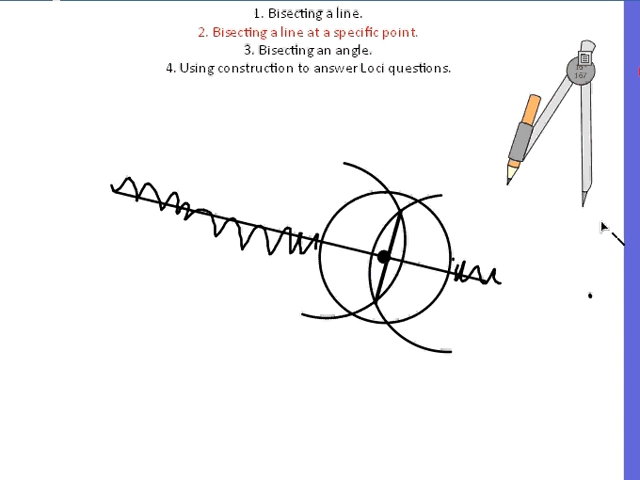 1. Bisecting a line.
2. Bisecting a line at a specific point.
3. Bisecting an angle.
4. Using construction to answer Loci questions.